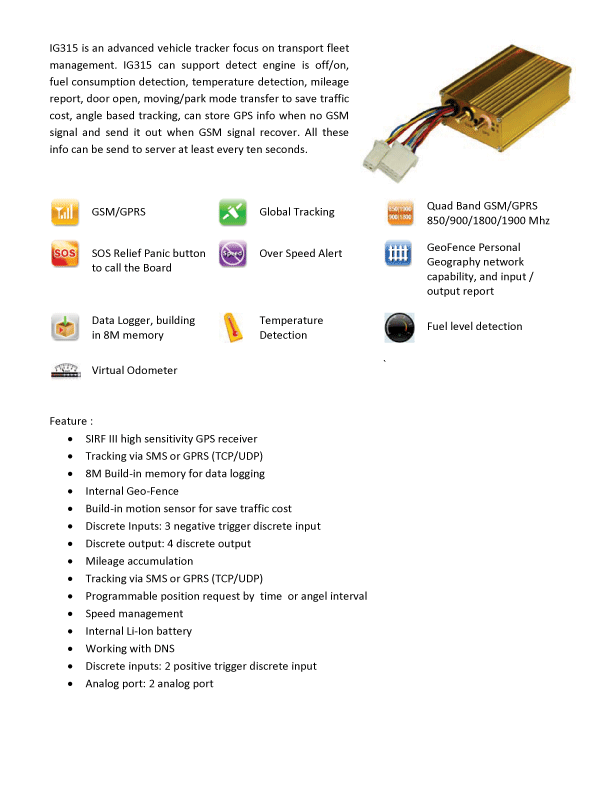 IG315 is an advanced vehicle tracker focus on transport fleet
management. IG315 can support detect engine is off/on,
fuel consumption detection, temperature detection, mileage
report, door open, moving/park mode transfer to save traffic
cost, angle based tracking, can store GPS info when no GSM
signal and send it out when GSM signal recover. All these
info can be send to server at least every ten seconds.
GSM/GPRS
Global Tracking
850/1900
900/1800
Quad Band GSM/GPRS
850/900/1800/1900 Mhz
SOS
SOS Relief Panic button
to call the Board
Speed
Over Speed Alert
GeoFence Personal
Geography network
capability, and input /
output report
Data Logger, building
in 8M memory
Temperature
Detection
Fuel level detection
Virtual Odometer
Feature :
• SIRF III high sensitivity GPS receiver
• Tracking via SMS or GPRS (TCP/UDP)
• 8M Build-in memory for data logging
• Internal Geo-Fence
• Build-in motion sensor for save traffic cost
• Discrete Inputs: 3 negative trigger discrete input
• Discrete output: 4 discrete output
• Mileage accumulation
• Tracking via SMS or GPRS (TCP/UDP)
• Programmable position request by time or angel interval
• Speed management
• Internal Li-Ion battery
• Working with DNS
• Discrete inputs: 2 positive trigger discrete input
• Analog port: 2 analog port